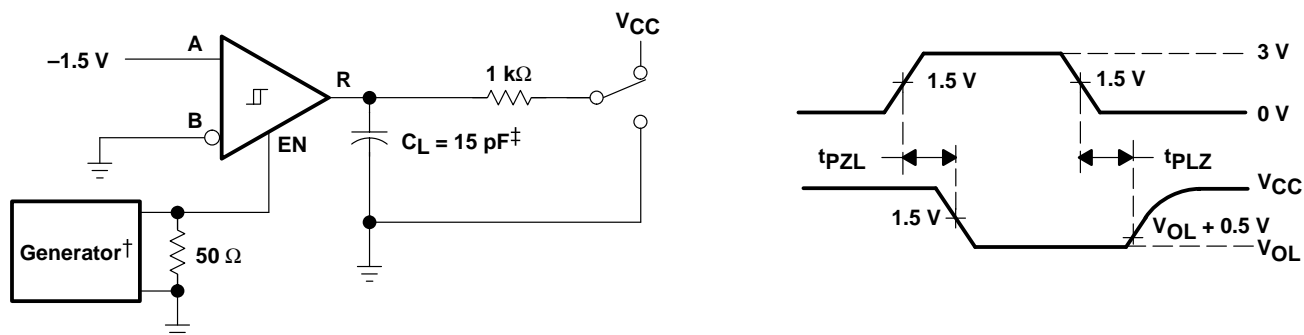 VCC
–1.5 V
A
R
1 kΩ
B
EN
CL = 15 pF‡
Generator†
50 Ω
3 V
1.5 V
1.5 V
0 V
tPZL
tPLZ
VCC
1.5 V
VOL + 0.5 V
VOL